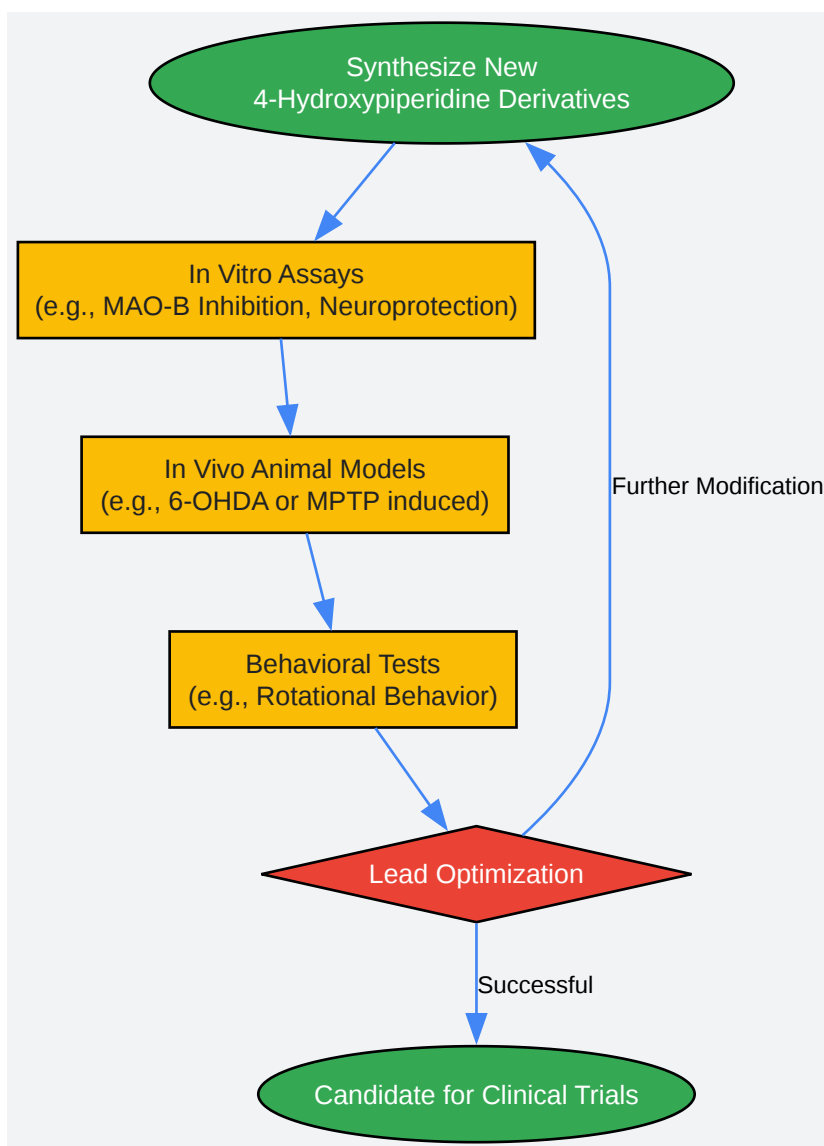 Synthesize New
4-Hydroxypiperidine Derivatives
In Vitro Assays
(e.g., MAO-B Inhibition, Neuroprotection)
In Vivo Animal Models
(e.g., 6-OHDA or MPTP induced)
Further Modification
Behavioral Tests
(e.g., Rotational Behavior)
Lead Optimization
Successful
Candidate for Clinical Trials